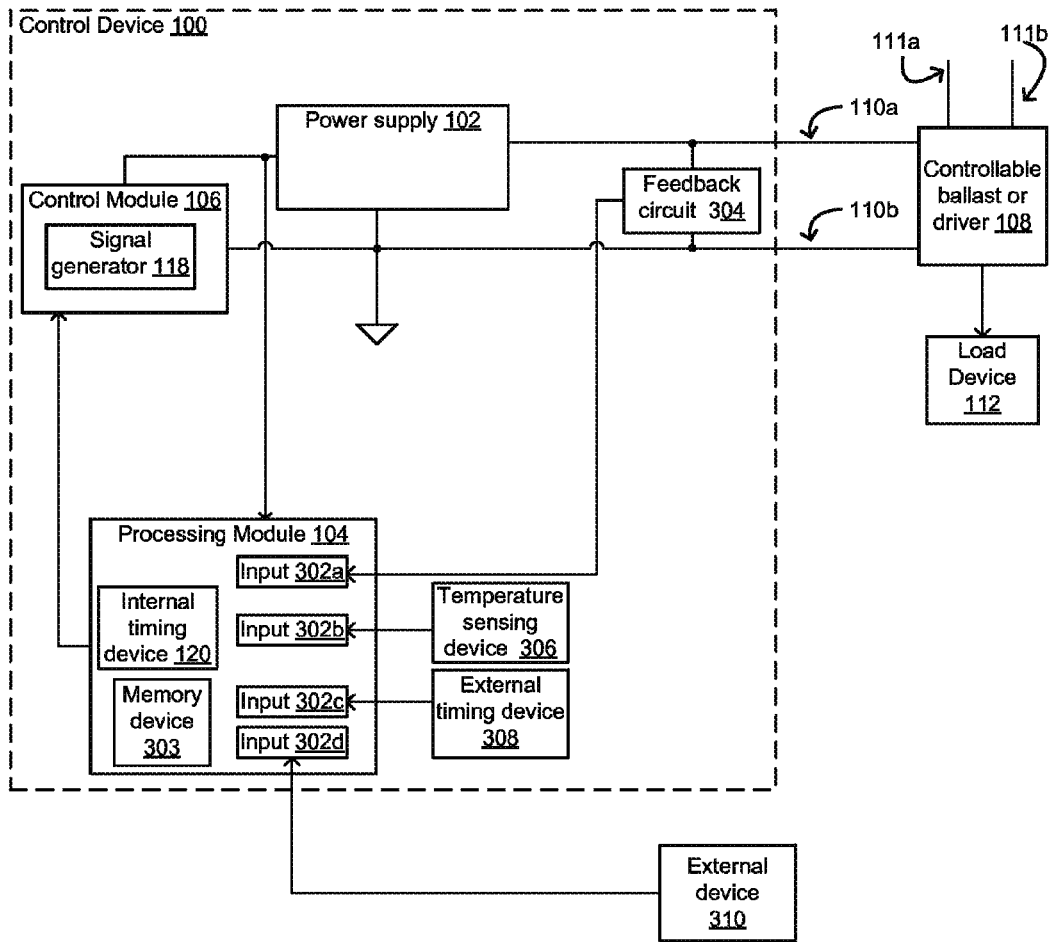 Control Device 100
111a
111b
110a
Power supply 102
Control Module 106
Signal
generator 118
Feedback
circuit 304
Controllable
ballast or
driver 108
110b
Load
Device
112
Processing Module 104
Input 302a
Internal
timing
device 120
Input 302b
Temperature
sensing
device 306
Memory
device
303
Input 302c
Input 302d
External
timing device
308
External
device
310